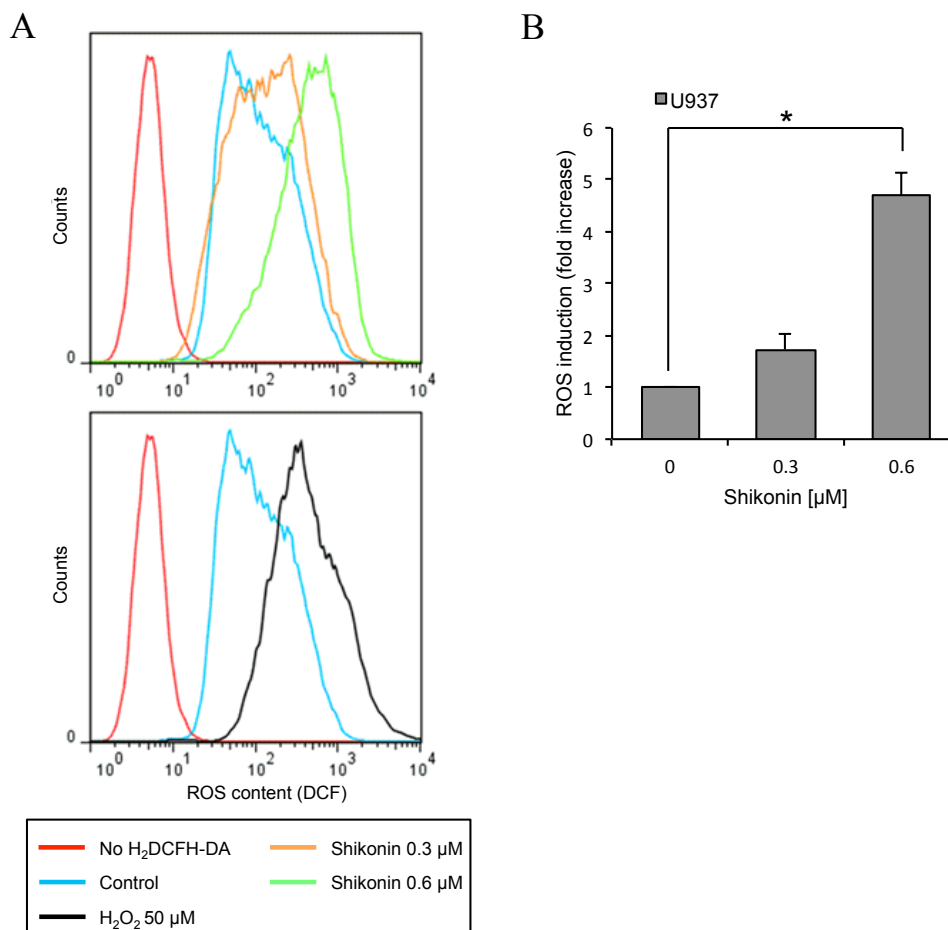 A
Counts
0
10⁰ 10¹ 10² 10³ 10⁴
Counts
0
10⁰ 10¹ 10² 10³ 10⁴
ROS content (DCF)
No H₂DCFH-DA
Control
H₂O₂ 50 µM
Shikonin 0.3 µM
Shikonin 0.6 µM
B
U937
*
ROS induction (fold increase)
6
5
4
3
2
1
0
0 0.3 0.6
Shikonin [µM]